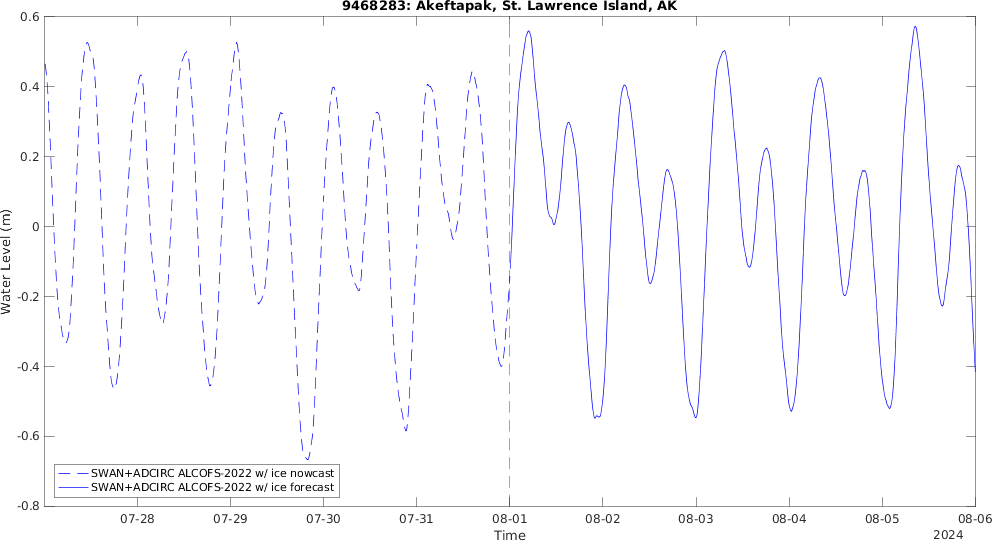 9468283: Akeftapak, St. Lawrence Island, AK
0.6
0.4
0.2
0
-0.2
-0.4
-0.6
-0.8
Water Level (m)
SWAN+ADCIRC ALCOFS-2022 w/ ice nowcast
SWAN+ADCIRC ALCOFS-2022 w/ ice forecast
07-28 07-29 07-30 07-31 08-01 08-02 08-03 08-04 08-05 08-06
Time
2024